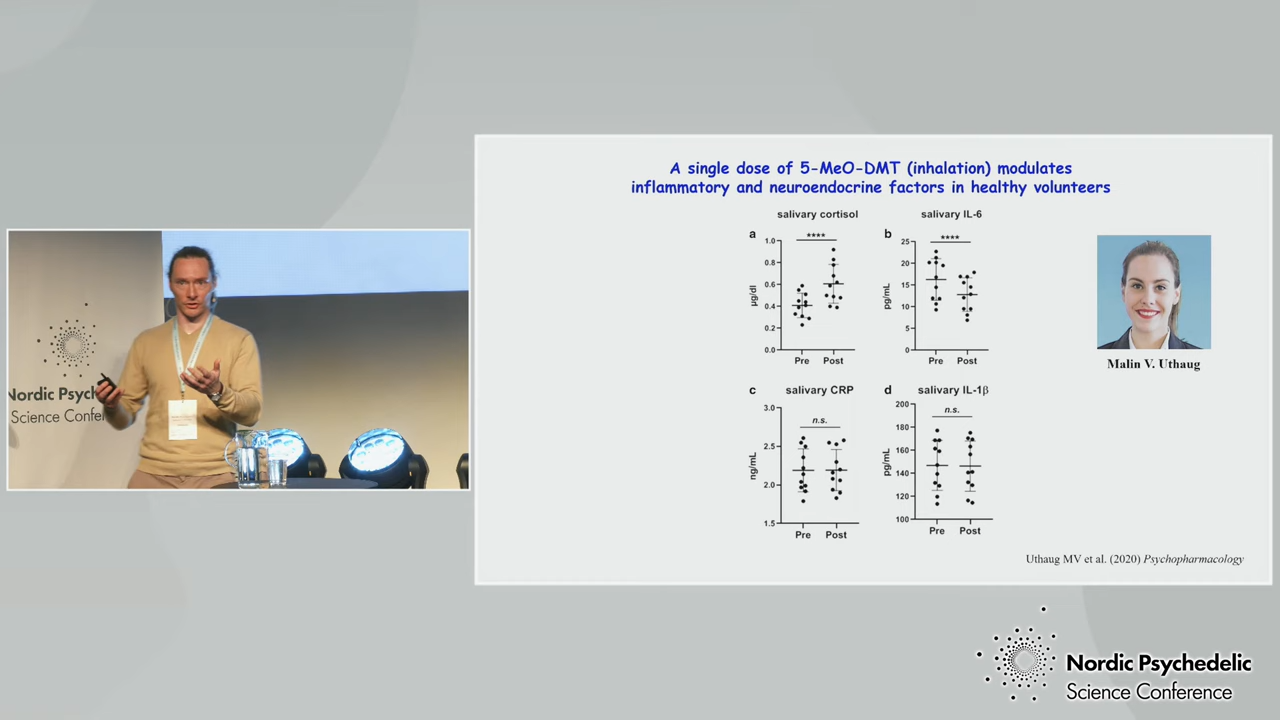 A single dose of 5-MeO-DMT (inhalation) modulates
inflammatory and neuroendocrine factors in healthy volunteers
salivary cortisol
a
****
1.0
0.8
0.6
0.4
0.2
0.0
µg/dl
Pre Post
salivary IL-6
b
****
25
20
15
10
5
0
pg/mL
Pre Post
Malin V. Uthaug
c
salivary CRP
n.s.
3.0
2.5
2.0
1.5
ng/mL
Pre Post
d
salivary IL-1β
n.s.
200
180
160
140
120
100
pg/mL
Pre Post
Uthaug MV et al. (2020) Psychopharmacology
Nordic Psych
Science Confer
Nordic Psychedelic
Science Conference